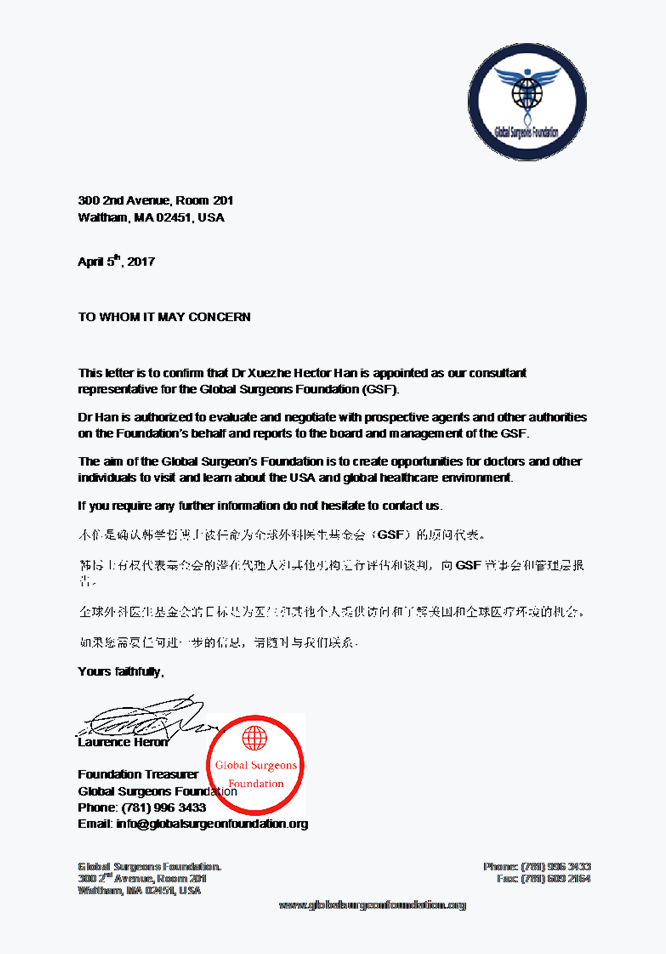 Global Surgeons Foundation
300 2nd Avenue, Room 201
Waltham, MA 02451, USA
April 5th, 2017
TO WHOM IT MAY CONCERN
This letter is to confirm that Dr Xuezhe Hector Han is appointed as our consultant
representative for the Global Surgeons Foundation (GSF).
Dr Han is authorized to evaluate and negotiate with prospective agents and other authorities
on the Foundation's behalf and reports to the board and management of the GSF.
The aim of the Global Surgeon's Foundation is to create opportunities for doctors and other
individuals to visit and learn about the USA and global healthcare environment.
If you require any further information do not hesitate to contact us.
本信是确认韩学哲博士被任命为全球外科医生基金会（GSF）的顾问代表。
韩博士有权代表基金会的潜在代理人和其他机构进行评估和谈判，向 GSF 董事会和管理层报
告。
全球外科医生基金会的目标是为医生和其他个人提供访问和了解美国和全球医疗环境的机会。
如果您需要任何进一步的信息，请随时与我们联系。
Yours faithfully,
Laurence Heron
Global Surgeons
Foundation
Foundation Treasurer
Global Surgeons Foundation
Phone: (781) 996 3433
Email: info@globalsurgeonfoundation.org
Global Surgeons Foundation. Phone: (781) 996 3433
300 2nd Avenue, Room 201 Fax: (781) 609 2164
Waltham, MA 02451, USA
www.globalsurgeonfoundation.org